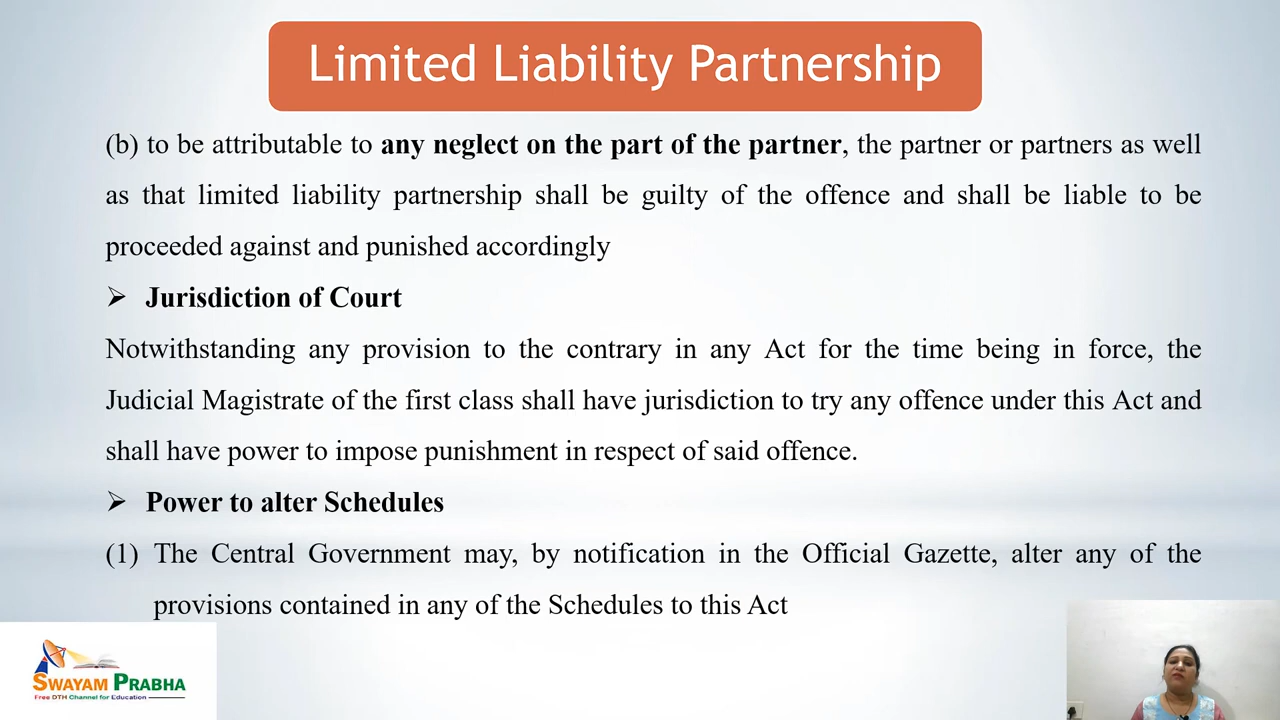 Limited Liability Partnership
(b) to be attributable to any neglect on the part of the partner, the partner or partners as well
as that limited liability partnership shall be guilty of the offence and shall be liable to be
proceeded against and punished accordingly
➢ Jurisdiction of Court
Notwithstanding any provision to the contrary in any Act for the time being in force, the
Judicial Magistrate of the first class shall have jurisdiction to try any offence under this Act and
shall have power to impose punishment in respect of said offence.
➢ Power to alter Schedules
(1) The Central Government may, by notification in the Official Gazette, alter any of the
provisions contained in any of the Schedules to this Act
SWAYAM PRABHA
Free DTH Channel for Education